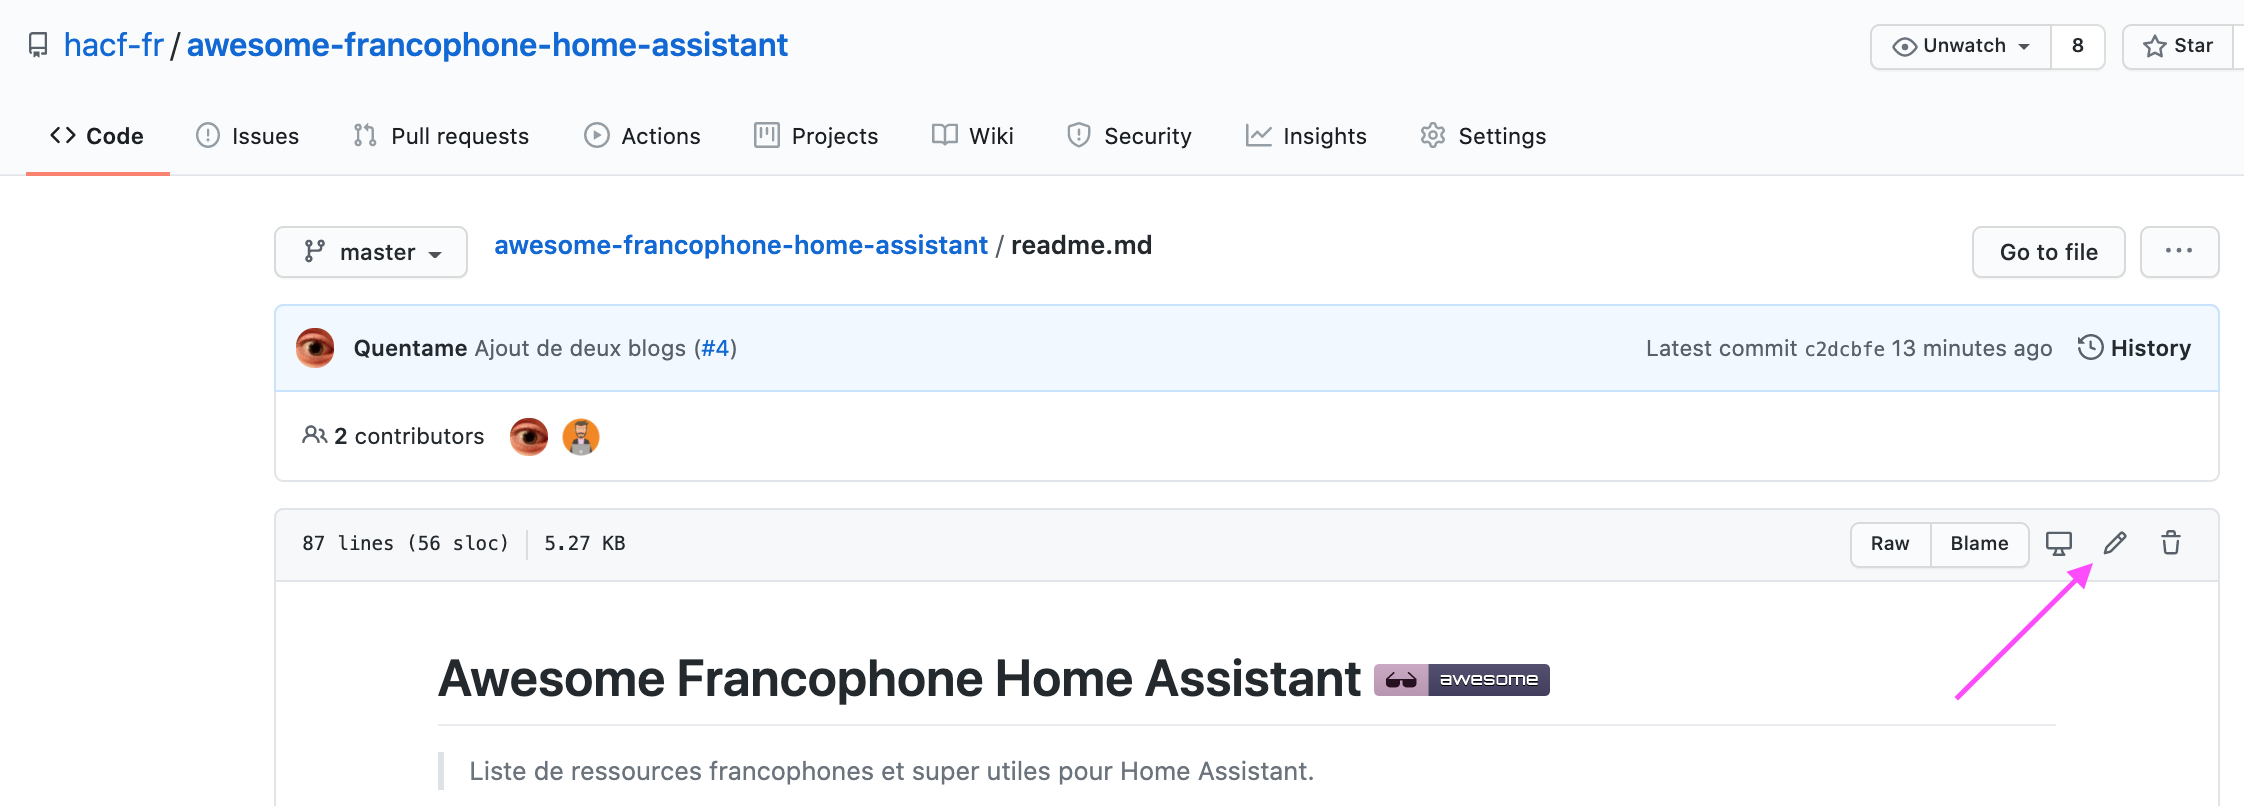 hacf-fr / awesome-francophone-home-assistant
Unwatch 8 Star
Code Issues Pull requests Actions Projects Wiki Security Insights Settings
master awesome-francophone-home-assistant / readme.md Go to file ...
Quentame Ajout de deux blogs (#4) Latest commit c2dcbfe 13 minutes ago History
2 contributors
87 lines (56 sloc) 5.27 KB Raw Blame
Awesome Francophone Home Assistant awesome
Liste de ressources francophones et super utiles pour Home Assistant.